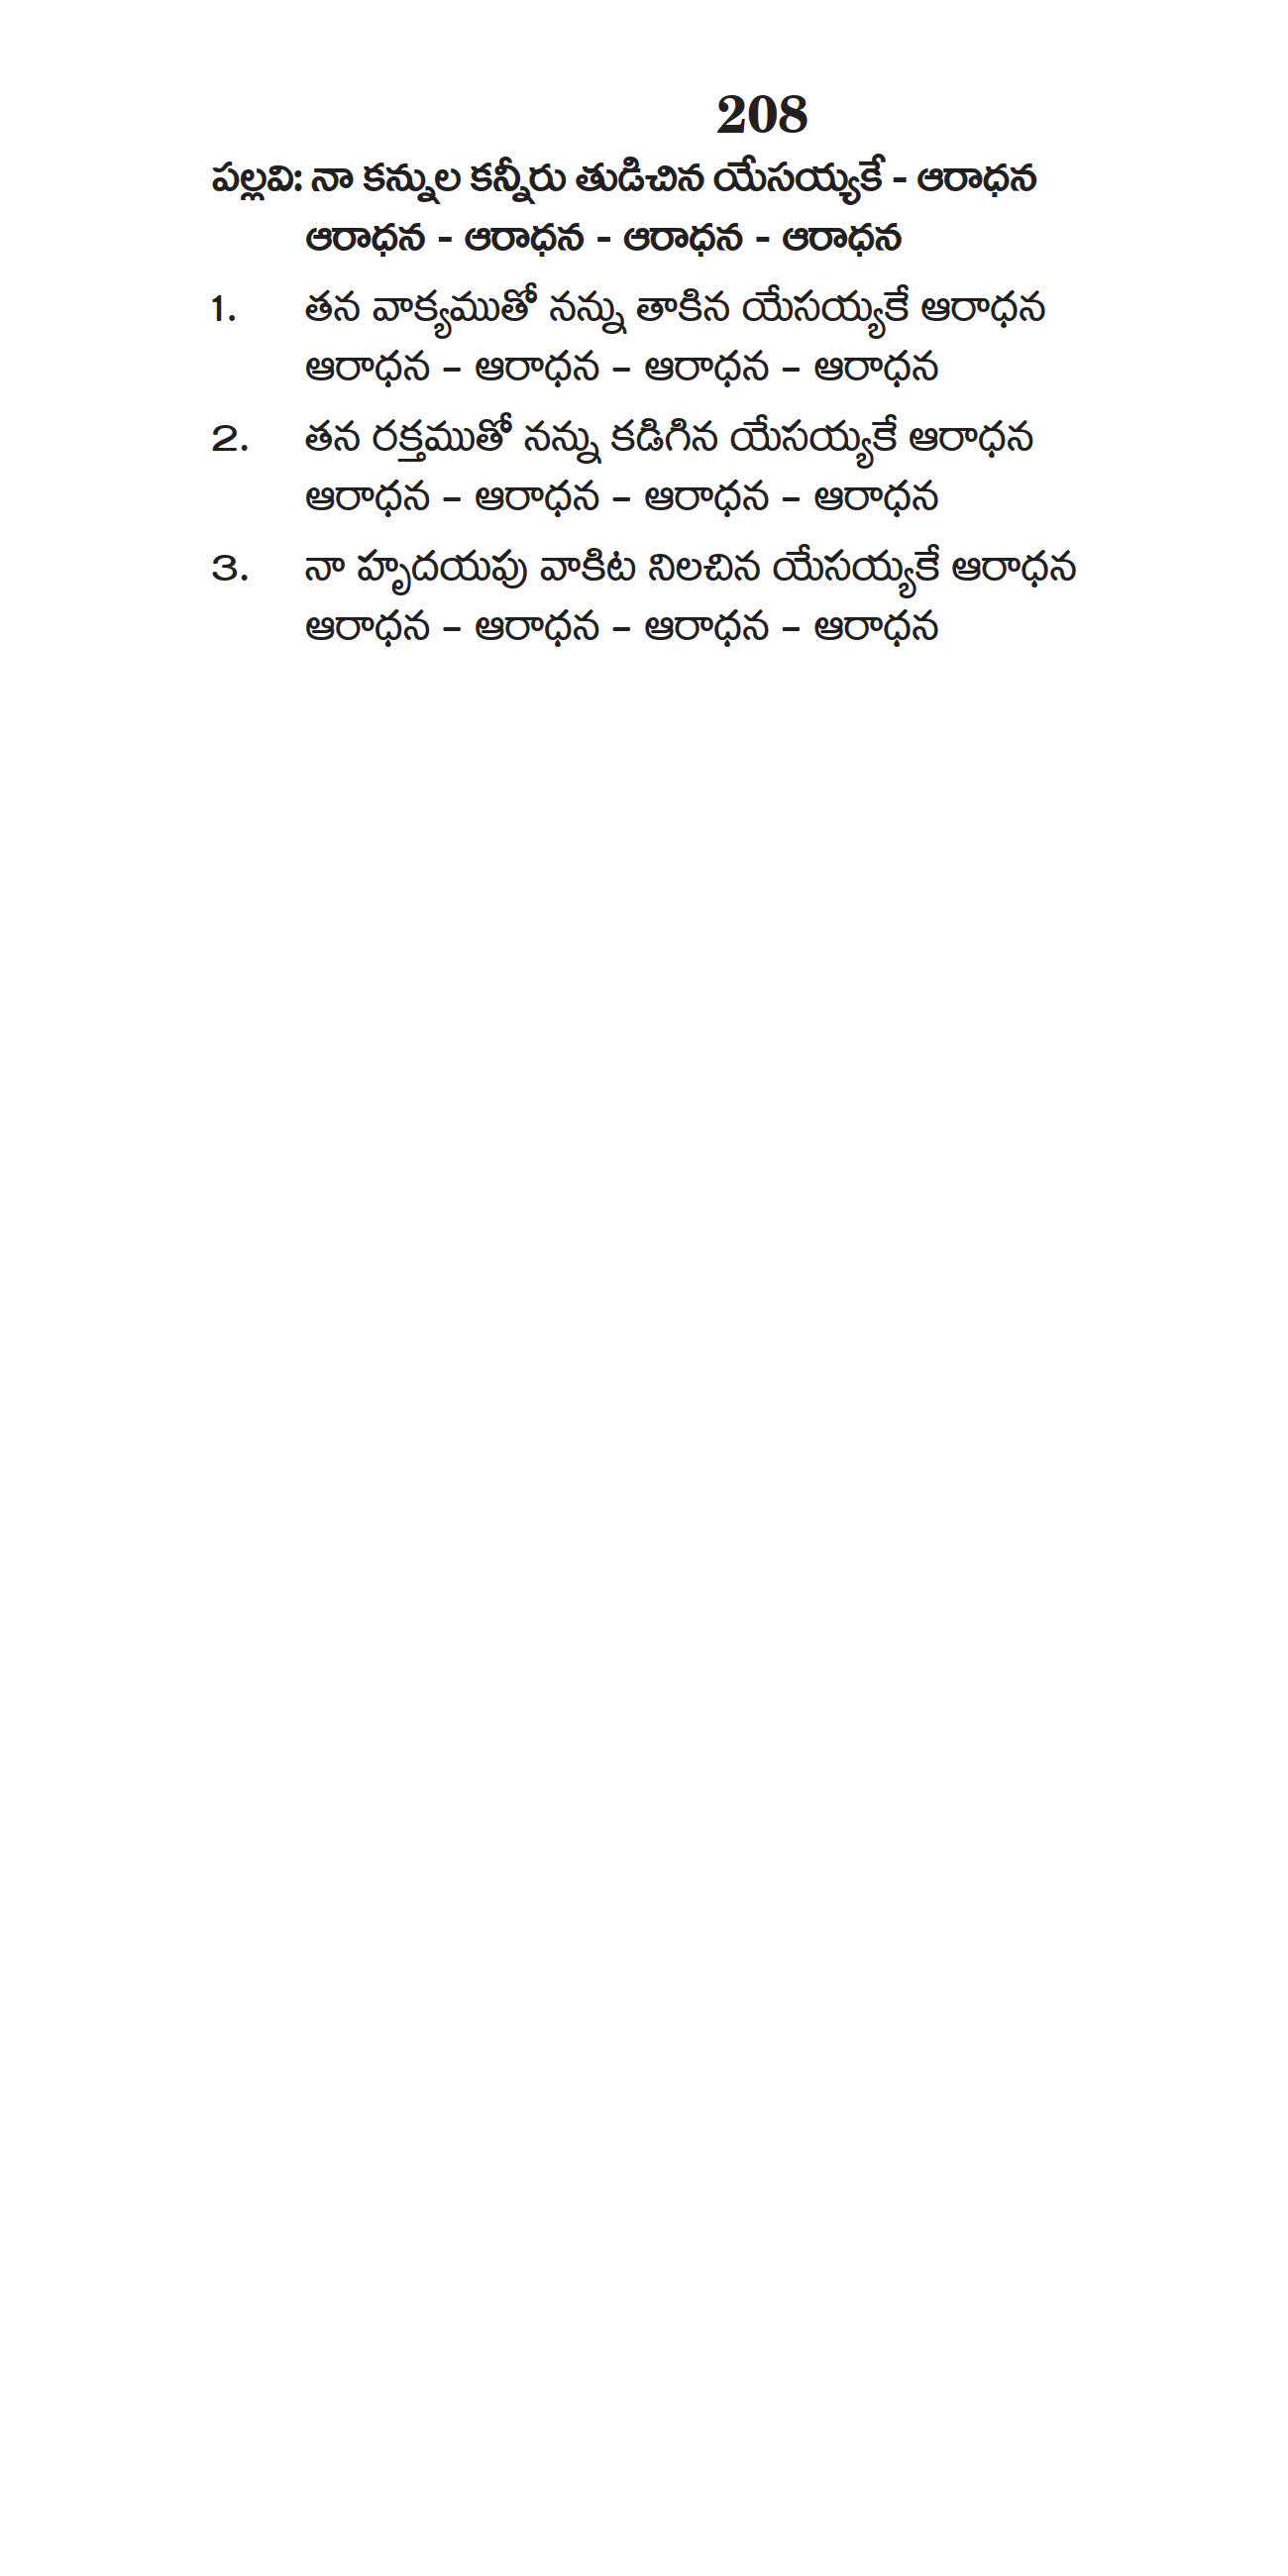 208
పల్లవి: నా కన్నుల కన్నీరు తుడిచిన యేసయ్యకే - ఆరాధన
ఆరాధన - ఆరాధన - ఆరాధన - ఆరాధన
1. తన వాక్యముతో నన్ను తాకిన యేసయ్యకే ఆరాధన
ఆరాధన – ఆరాధన – ఆరాధన – ఆరాధన
2. తన రక్తముతో నన్ను కడిగిన యేసయ్యకే ఆరాధన
ఆరాధన – ఆరాధన – ఆరాధన – ఆరాధన
3. నా హృదయపు వాకిట నిలచిన యేసయ్యకే ఆరాధన
ఆరాధన – ఆరాధన – ఆరాధన – ఆరాధన